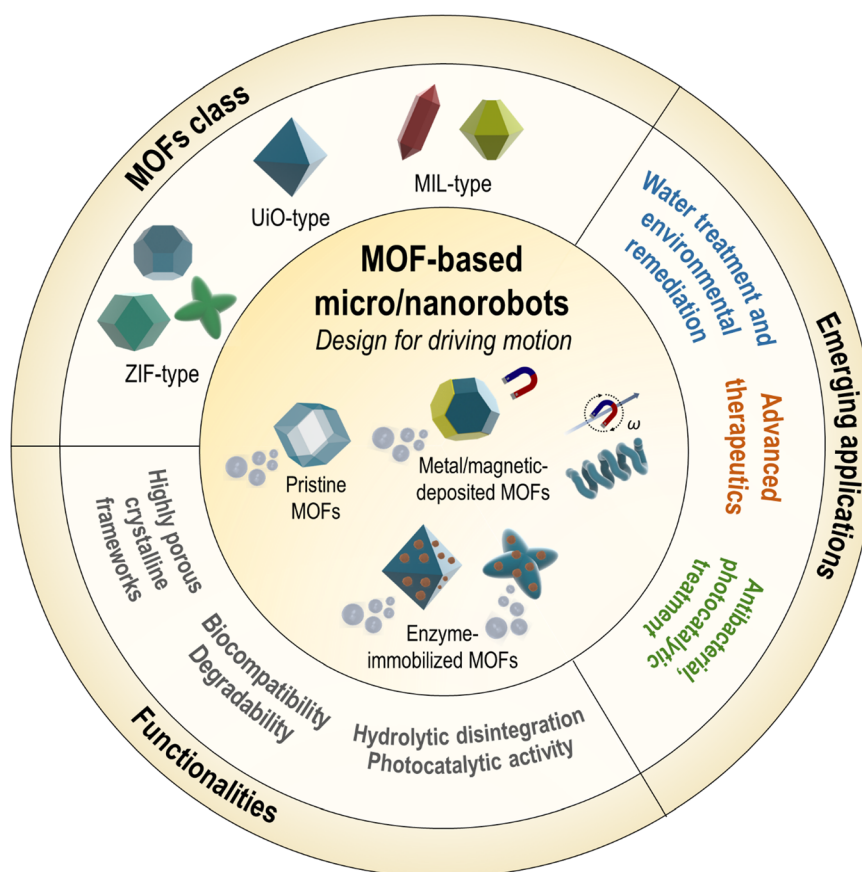 MOFs class
UiO-type
MIL-type
ZIF-type
MOF-based
micro/nanorobots
Design for driving motion
Pristine
MOFs
Metal/magnetic-
deposited MOFs
ω
Enzyme-
immobilized MOFs
Emerging applications
Water treatment and
environmental
remediation
Advanced
therapeutics
Antibacterial,
photocatalytic
treatment
Functionalities
Highly porous
crystalline
frameworks
Biocompatibility
Degradability
Hydrolytic disintegration
Photocatalytic activity